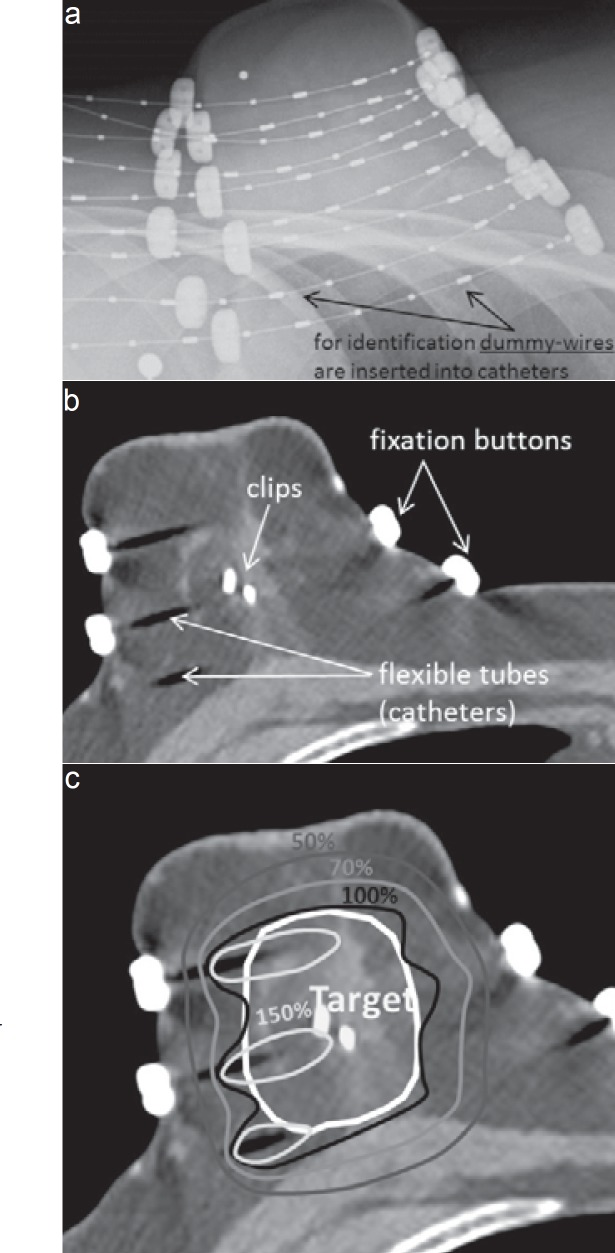 a
for identification dummy-wires
are inserted into catheters
b
fixation buttons
clips
flexible tubes
(catheters)
c
50%
70%
100%
150%
Target